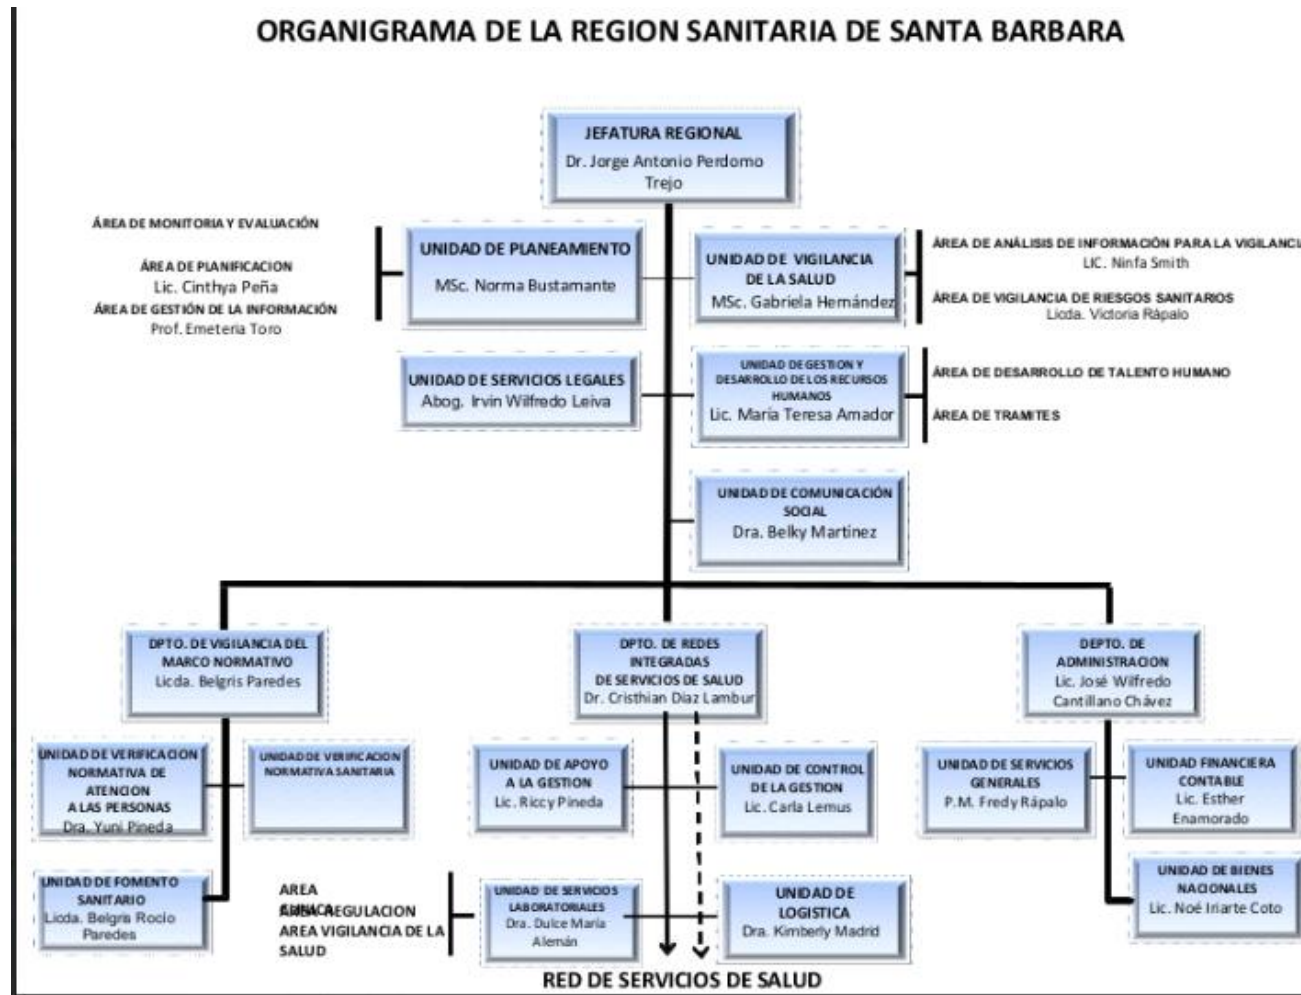 ORGANIGRAMA DE LA REGION SANITARIA DE SANTA BARBARA
JEFATURA REGIONAL
Dr. Jorge Antonio Perdomo
Trejo
ÁREA DE MONITORIA Y EVALUACIÓN
ÁREA DE PLANIFICACION
Lic. Cinthya Peña
ÁREA DE GESTIÓN DE LA INFORMACIÓN
Prof. Emeteria Toro
UNIDAD DE PLANEAMIENTO
MSc. Norma Bustamante
UNIDAD DE VIGILANCIA
DE LA SALUD
MSc. Gabriela Hernández
ÁREA DE ANÁLISIS DE INFORMACIÓN PARA LA VIGILANCI
LIC. Ninfa Smith
ÁREA DE VIGILANCIA DE RIESGOS SANITARIOS
Licda. Victoria Rápalo
UNIDAD DE SERVICIOS LEGALES
Abog. Irvin Wilfredo Leiva
UNIDAD DE GESTION Y
DESARROLLO DE LOS RECURSOS
HUMANOS
Lic. María Teresa Amador
ÁREA DE DESARROLLO DE TALENTO HUMANO
ÁREA DE TRAMITES
UNIDAD DE COMUNICACIÓN
SOCIAL
Dra. Belky Martinez
DPTO. DE VIGILANCIA DEL
MARCO NORMATIVO
Licda. Belgris Paredes
DPTO. DE REDES
INTEGRADAS
DE SERVICIOS DE SALUD
Dr. Cristhian Diaz Lambur
DEPTO. DE
ADMINISTRACION
Lic. José Wilfredo
Cantillano Chávez
UNIDAD DE VERIFICACION
NORMATIVA DE
ATENCION
A LAS PERSONAS
Dra. Yuni Pineda
UNIDAD DE VERIFICACION
NORMATIVA SANITARIA
UNIDAD DE APOYO
A LA GESTION
Lic. Riccy Pineda
UNIDAD DE CONTROL
DE LA GESTION
Lic. Carla Lemus
UNIDAD DE SERVICIOS
GENERALES
P.M. Fredy Rápalo
UNIDAD FINANCIERA
CONTABLE
Lic. Esther
Enamorado
UNIDAD DE FOMENTO
SANITARIO
Licda. Belgris Rocio
Paredes
AREA
AREA REGULACION
AREA VIGILANCIA DE LA
SALUD
UNIDAD DE SERVICIOS
LABORATORIALES
Dra. Dulce María
Alemán
UNIDAD DE
LOGISTICA
Dra. Kimberly Madrid
UNIDAD DE BIENES
NACIONALES
Lic. Noé Iriarte Coto
RED DE SERVICIOS DE SALUD